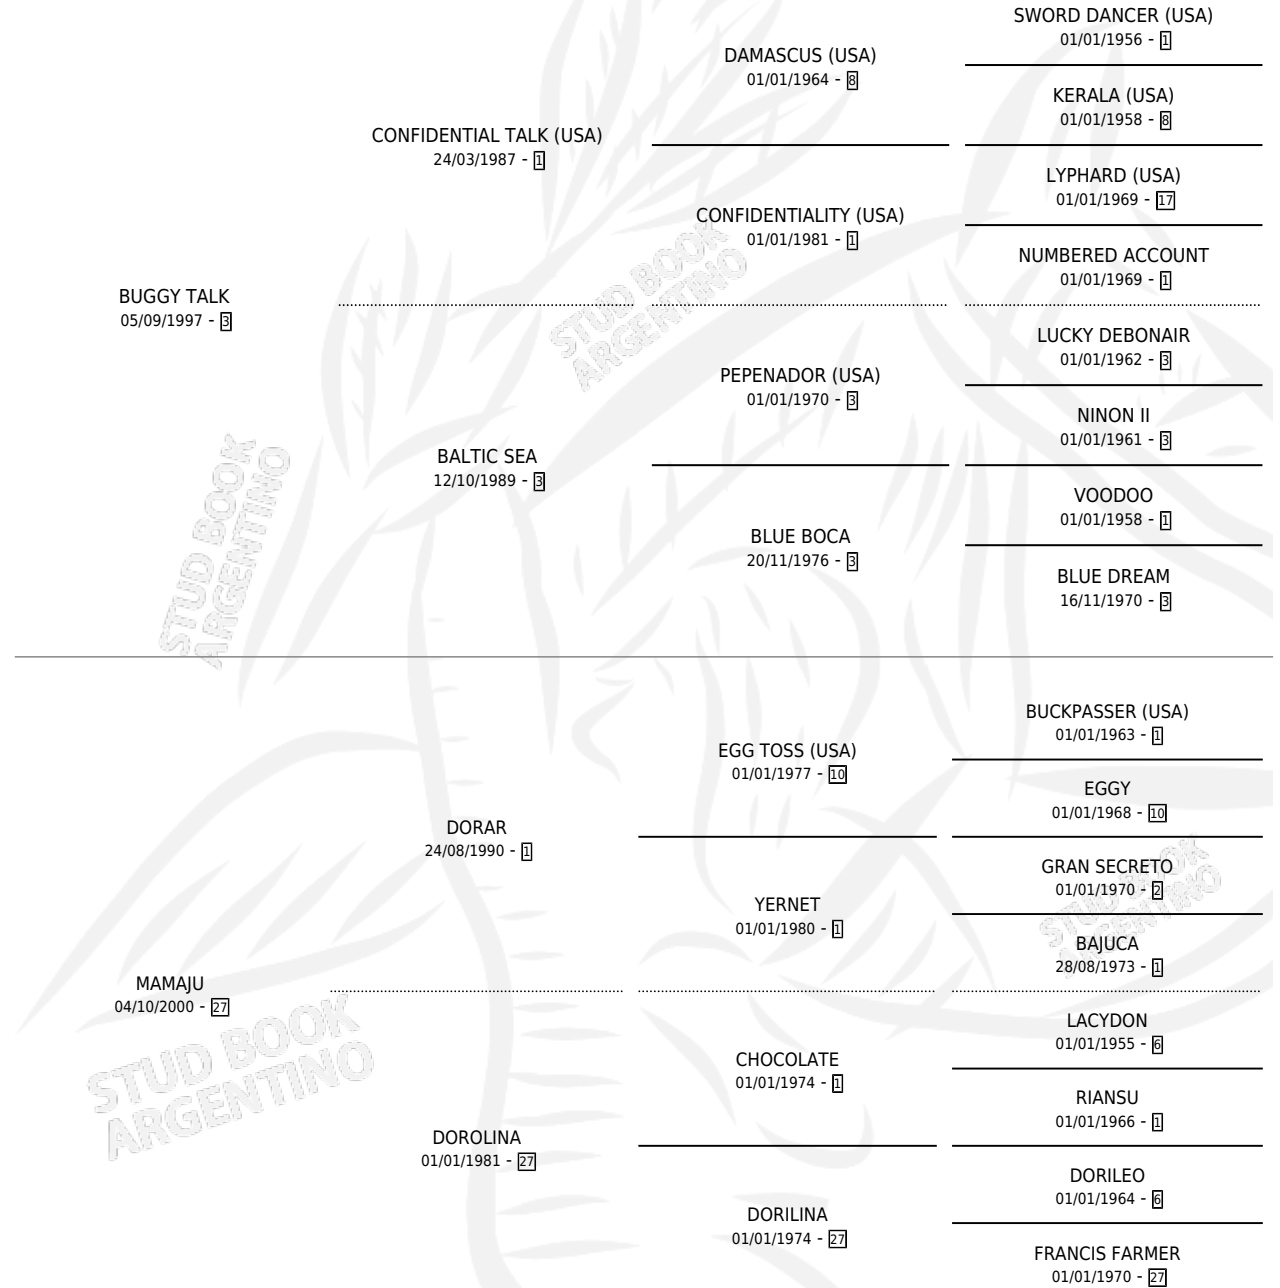 SWORD DANCER (USA)
01/01/1956 - 1
DAMASCUS (USA)
01/01/1964 - 8
KERALA (USA)
01/01/1958 - 8
CONFIDENTIAL TALK (USA)
24/03/1987 - 1
LYPHARD (USA)
01/01/1969 - 17
CONFIDENTIALITY (USA)
01/01/1981 - 1
NUMBERED ACCOUNT
01/01/1969 - 1
BUGGY TALK
05/09/1997 - 3
LUCKY DEBONAIR
01/01/1962 - 3
PEPENADOR (USA)
01/01/1970 - 3
NINON II
01/01/1961 - 3
BALTIC SEA
12/10/1989 - 3
VOODOO
01/01/1958 - 1
BLUE BOCA
20/11/1976 - 3
BLUE DREAM
16/11/1970 - 3
STUD BOOK
ARGENTINO
STUD BOOK
ARGENTINO
BUCKPASSER (USA)
01/01/1963 - 1
EGG TOSS (USA)
01/01/1977 - 10
EGGY
01/01/1968 - 10
DORAR
24/08/1990 - 1
GRAN SECRETO
01/01/1970 - 2
YERNET
01/01/1980 - 1
BAJUCA
28/08/1973 - 1
MAMAJU
04/10/2000 - 27
LACYDON
01/01/1955 - 6
CHOCOLATE
01/01/1974 - 1
RIANSU
01/01/1966 - 1
DOROLINA
01/01/1981 - 27
DORILEO
01/01/1964 - 6
DORILINA
01/01/1974 - 27
FRANCIS FARMER
01/01/1970 - 27
STUD BOOK
ARGENTINO
STUD BOOK
ARGENTINO